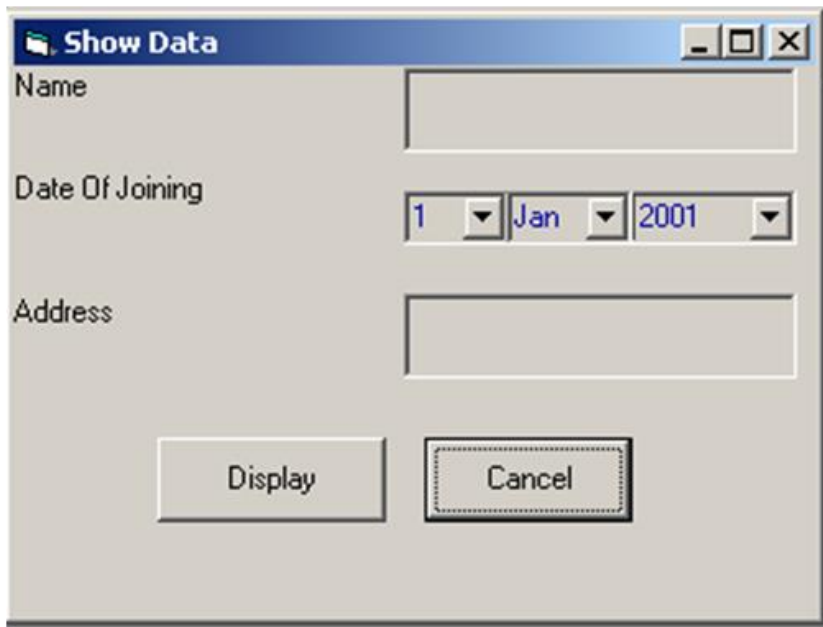 Show Data
Name
Date Of Joining
1 Jan 2001
Address
Display Cancel